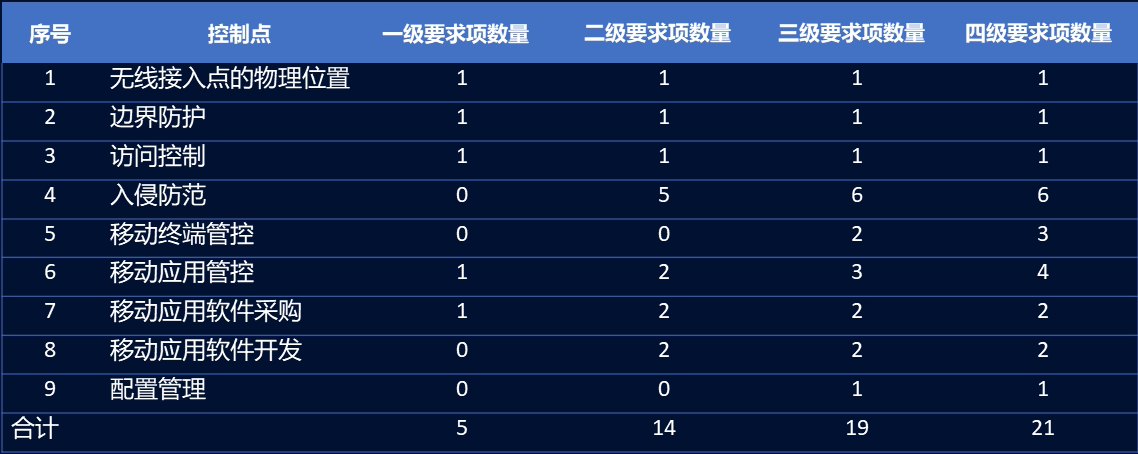 序号 控制点 一级要求项数量 二级要求项数量 三级要求项数量 四级要求项数量
1 无线接入点的物理位置 1 1 1 1
2 边界防护 1 1 1 1
3 访问控制 1 1 1 1
4 入侵防范 0 5 6 6
5 移动终端管控 0 0 2 3
6 移动应用管控 1 2 3 4
7 移动应用软件采购 1 2 2 2
8 移动应用软件开发 0 2 2 2
9 配置管理 0 0 1 1
合计 5 14 19 21